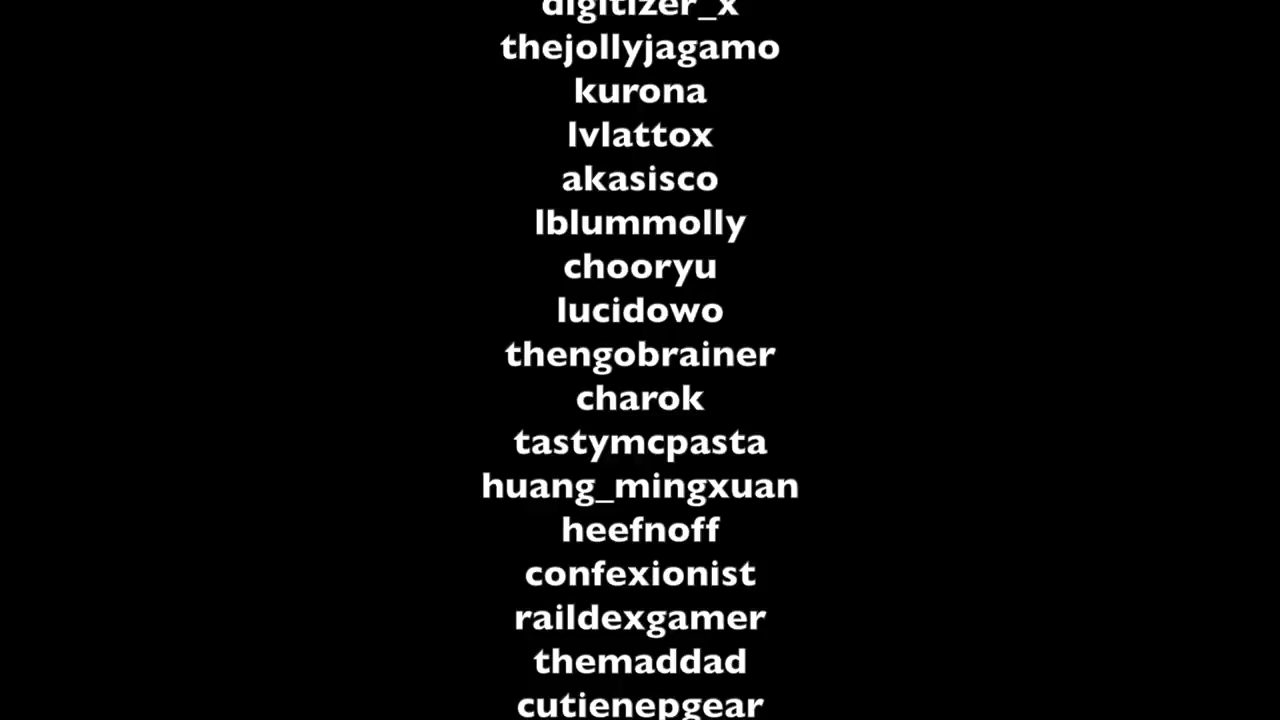 digitizer_x
thejollyjagamo
kurona
lvlattox
akasisco
lblummolly
chooryu
lucidowo
thengobrainer
charok
tastymcpasta
huang_mingxuan
heefnoff
confexionist
raildexgamer
themaddad
cutienepgear